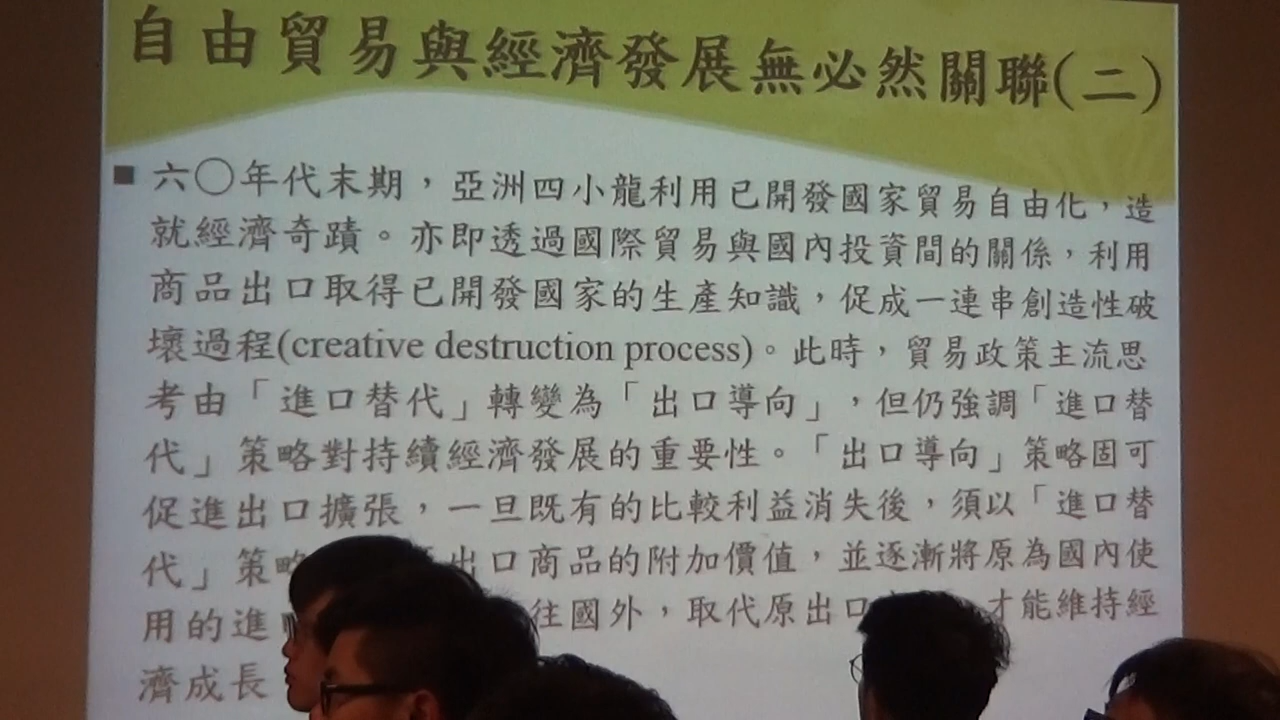 自由貿易與經濟發展無必然關聯(二)
■ 六〇年代末期，亞洲四小龍利用已開發國家貿易自由化，造
就經濟奇蹟。亦即透過國際貿易與國內投資間的關係，利用
商品出口取得已開發國家的生產知識，促成一連串創造性破
壞過程(creative destruction process)。此時，貿易政策主流思
考由「進口替代」轉變為「出口導向」，但仍強調「進口替
代」策略對持續經濟發展的重要性。「出口導向」策略固可
促進出口擴張，一旦既有的比較利益消失後，須以「進口替
代」策 出口商品的附加價值，並逐漸將原為國內使
用的進 往國外，取代原出口 才能維持經
濟成長